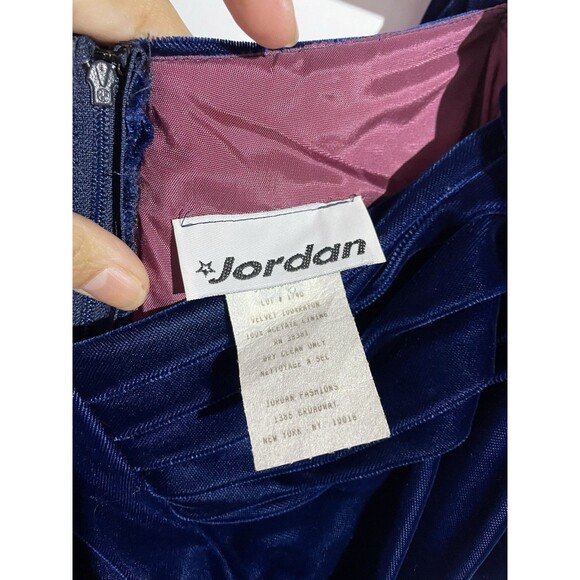 Jordan
LOT # 1740
VELVET 100%RAYON
100% ACETATE LINING
RN 38381
DRY CLEAN ONLY
NETTOYAGE A SEC
JORDAN FASHIONS
1385 BROADWAY
NEW YORK NY 10018